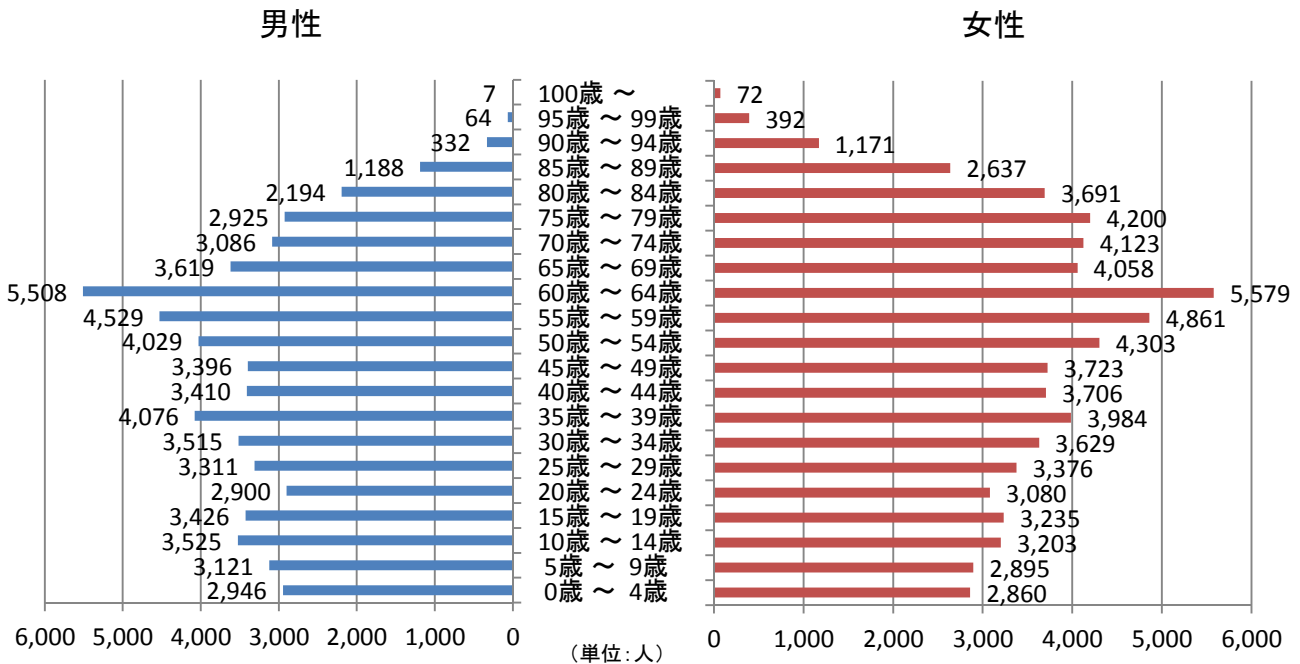 男性 女性
7 100歳 ～ 72
64 95歳 ～ 99歳 392
332 90歳 ～ 94歳 1,171
1,188 85歳 ～ 89歳 2,637
2,194 80歳 ～ 84歳 3,691
2,925 75歳 ～ 79歳 4,200
3,086 70歳 ～ 74歳 4,123
3,619 65歳 ～ 69歳 4,058
5,508 60歳 ～ 64歳 5,579
4,529 55歳 ～ 59歳 4,861
4,029 50歳 ～ 54歳 4,303
3,396 45歳 ～ 49歳 3,723
3,410 40歳 ～ 44歳 3,706
4,076 35歳 ～ 39歳 3,984
3,515 30歳 ～ 34歳 3,629
3,311 25歳 ～ 29歳 3,376
2,900 20歳 ～ 24歳 3,080
3,426 15歳 ～ 19歳 3,235
3,525 10歳 ～ 14歳 3,203
3,121 5歳 ～ 9歳 2,895
2,946 0歳 ～ 4歳 2,860
6,000 5,000 4,000 3,000 2,000 1,000 0 0 1,000 2,000 3,000 4,000 5,000 6,000
（単位：人）